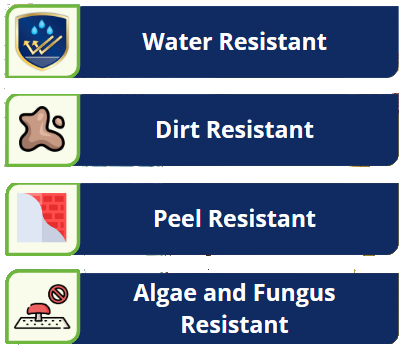 Water Resistant
Dirt Resistant
Peel Resistant
Algae and Fungus
Resistant